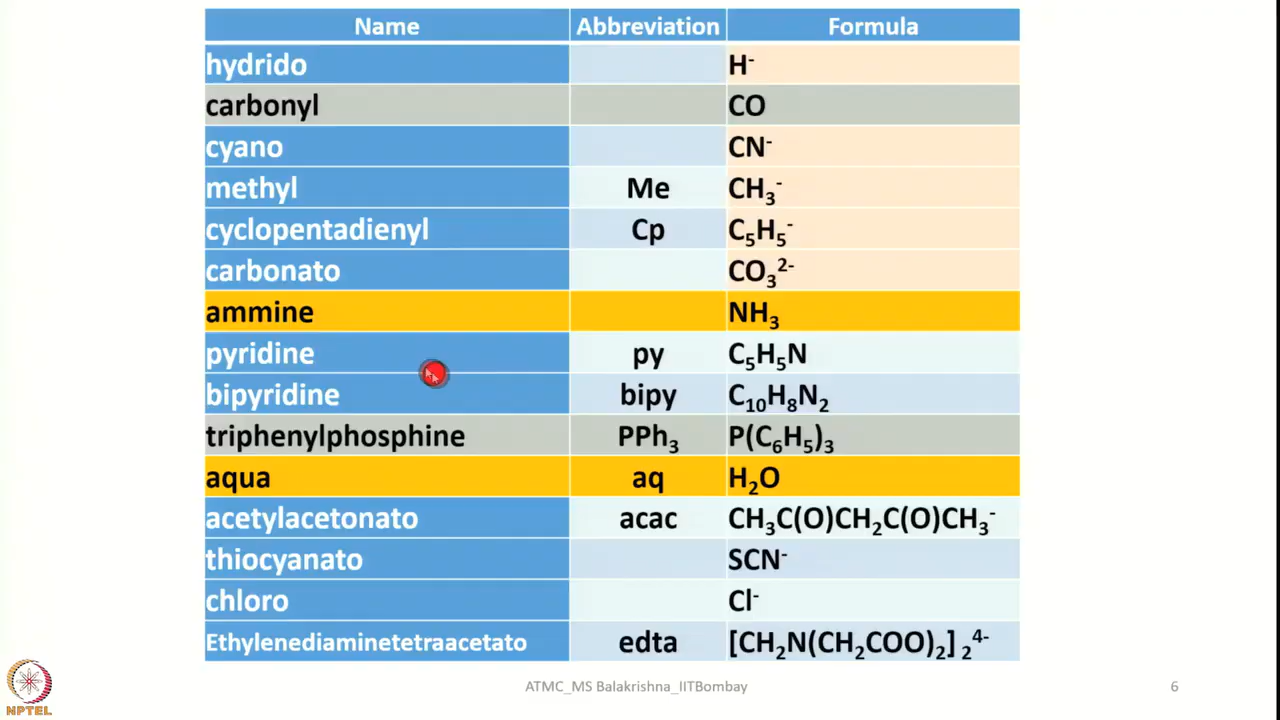 Name Abbreviation Formula
hydrido H⁻
carbonyl CO
cyano CN⁻
methyl Me CH₃⁻
cyclopentadienyl Cp C₅H₅⁻
carbonato CO₃²⁻
ammine NH₃
pyridine py C₅H₅N
bipyridine bipy C₁₀H₈N₂
triphenylphosphine PPh₃ P(C₆H₅)₃
aqua aq H₂O
acetylacetonato acac CH₃C(O)CH₂C(O)CH₃⁻
thiocyanato SCN⁻
chloro Cl⁻
Ethylenediaminetetraacetato edta [CH₂N(CH₂COO)₂]₂⁴⁻
ATMC_MS Balakrishna_IITBombay 6
NPTEL